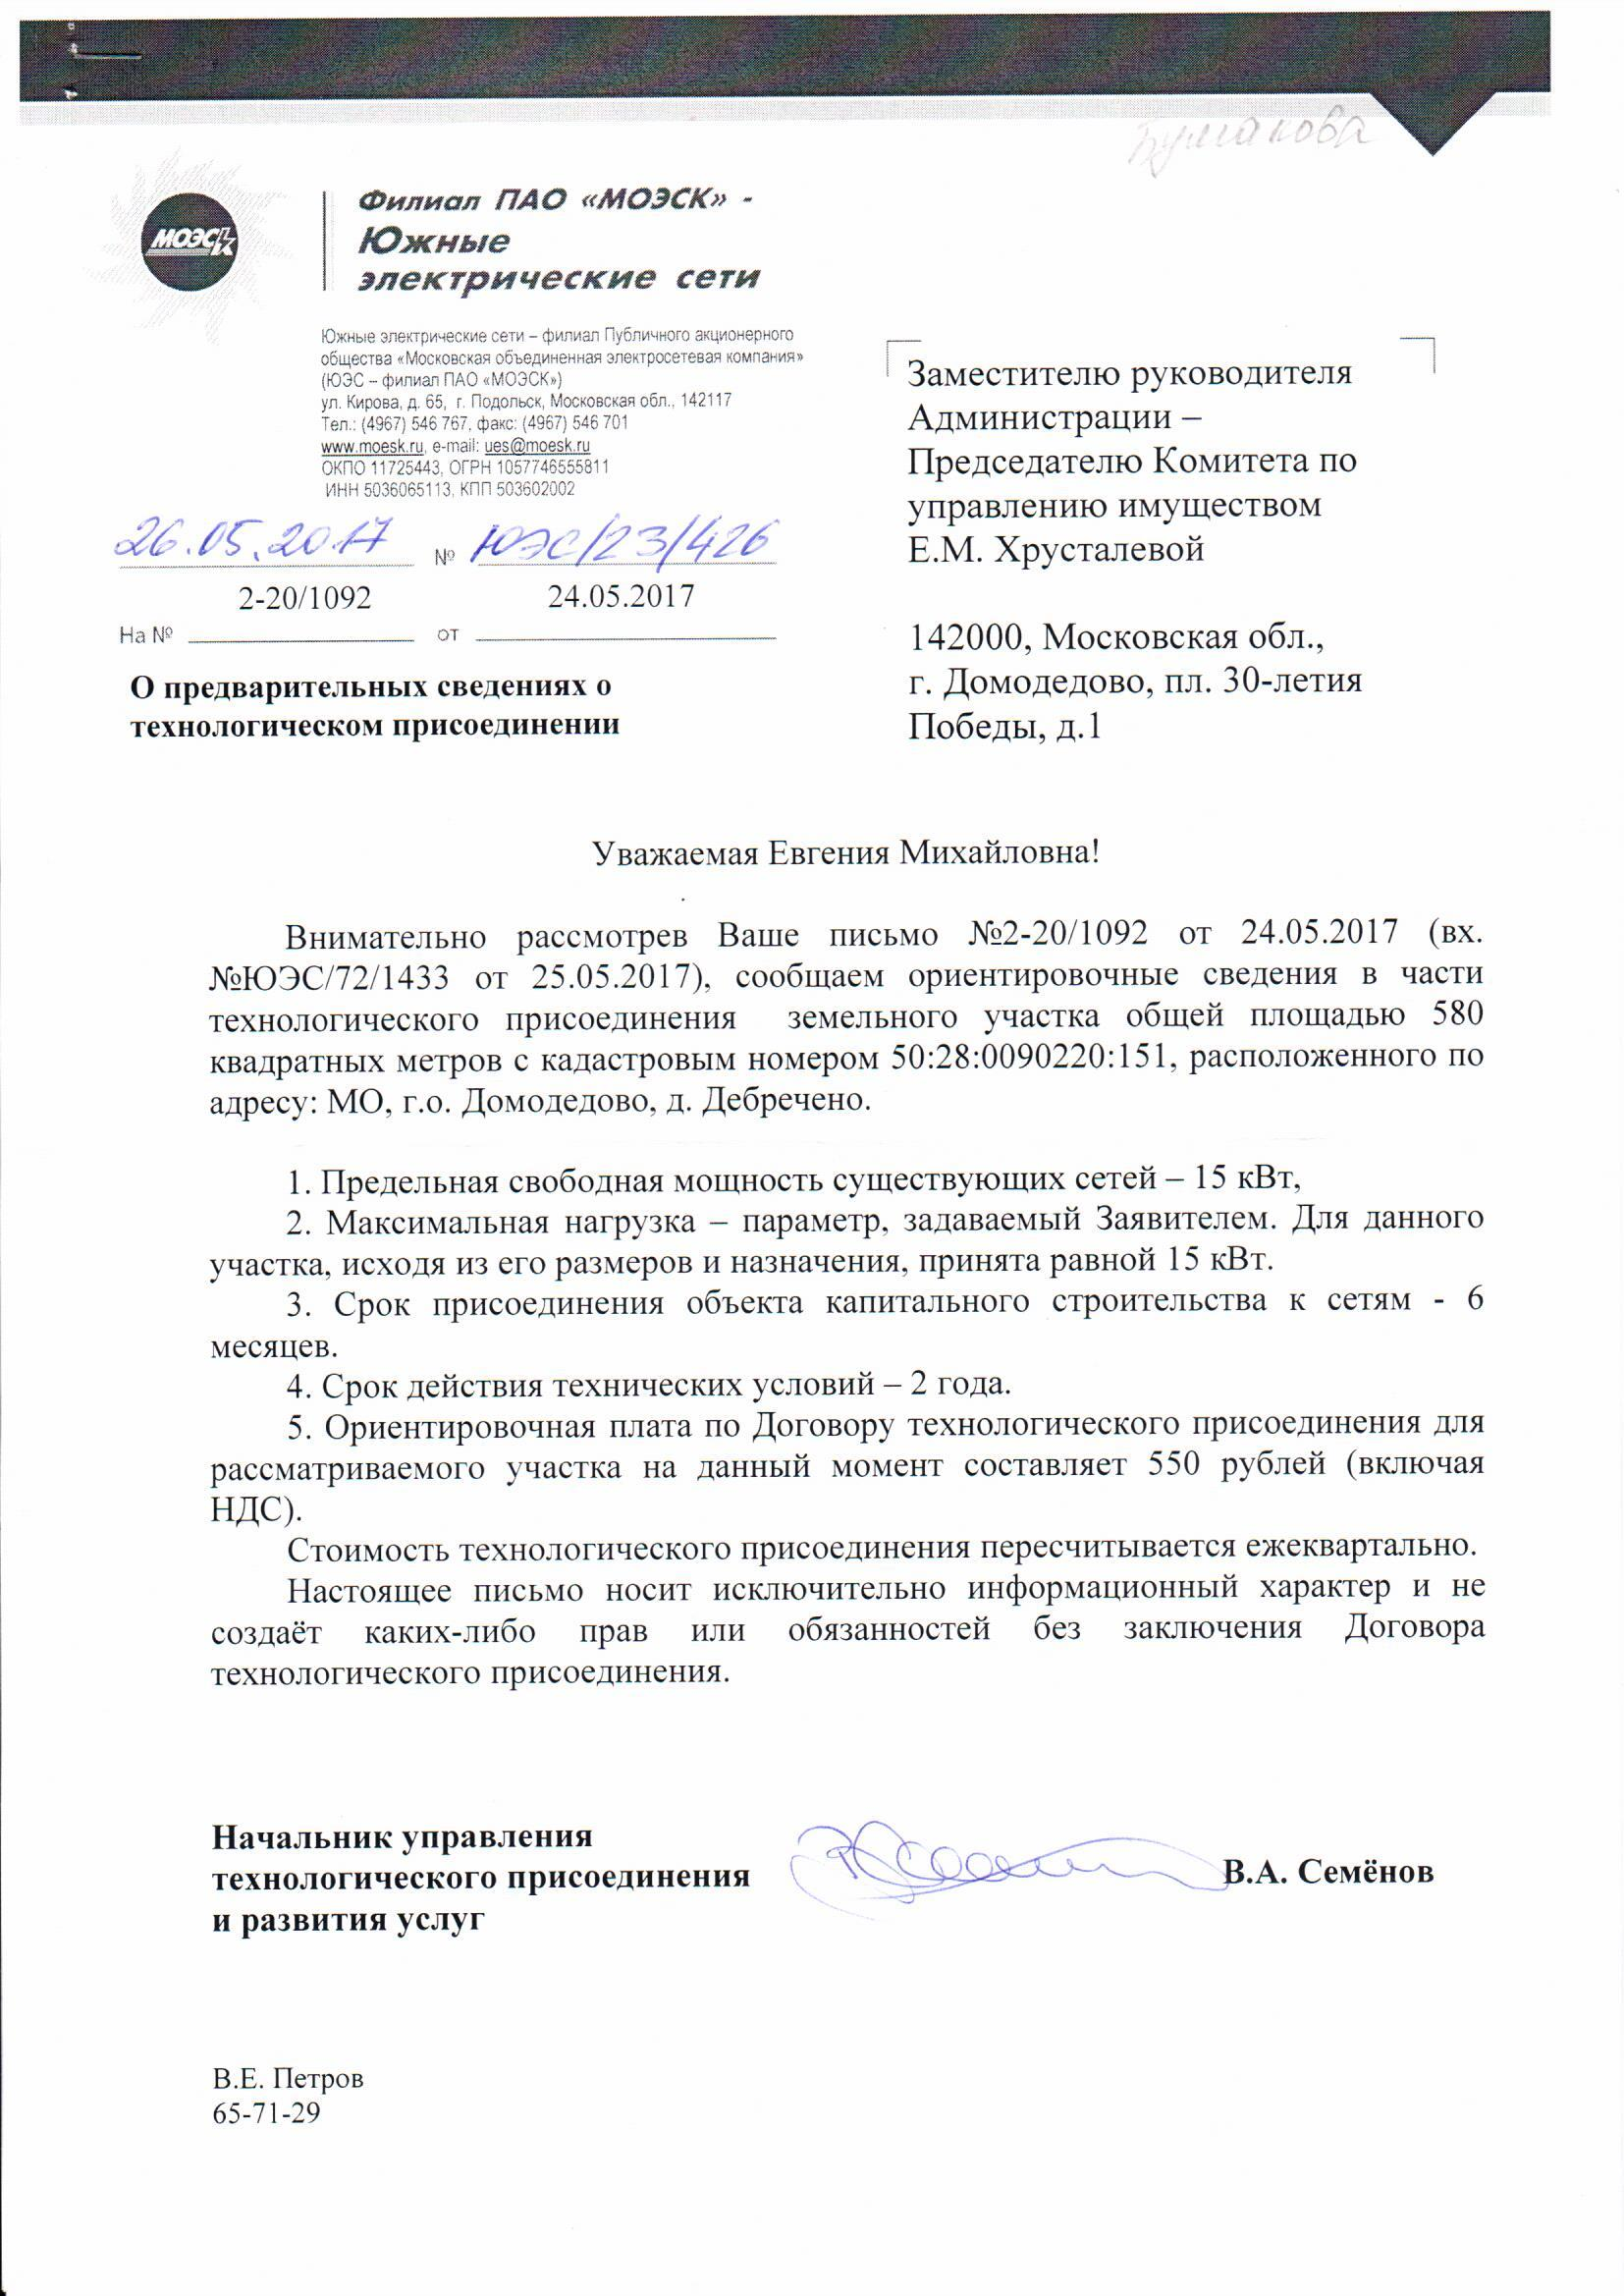 Бурлакова
МОЭСК
Филиал ПАО «МОЭСК» -
Южные
электрические сети
Южные электрические сети – филиал Публичного акционерного
общества «Московская объединенная электросетевая компания»
(ЮЭС – филиал ПАО «МОЭСК»)
ул. Кирова, д. 65, г. Подольск, Московская обл., 142117
Тел.: (4967) 546 767, факс: (4967) 546 701
www.moesk.ru, e-mail: ues@moesk.ru
ОКПО 11725443, ОГРН 1057746555811
ИНН 5036065113, КПП 503602002
26.05.2017 № ЮЭС/23/426
2-20/1092 24.05.2017
На № от
О предварительных сведениях о
технологическом присоединении
Заместителю руководителя
Администрации –
Председателю Комитета по
управлению имуществом
Е.М. Хрусталевой
142000, Московская обл.,
г. Домодедово, пл. 30-летия
Победы, д.1
Уважаемая Евгения Михайловна!
Внимательно рассмотрев Ваше письмо №2-20/1092 от 24.05.2017 (вх.
№ЮЭС/72/1433 от 25.05.2017), сообщаем ориентировочные сведения в части
технологического присоединения земельного участка общей площадью 580
квадратных метров с кадастровым номером 50:28:0090220:151, расположенного по
адресу: МО, г.о. Домодедово, д. Дебречено.
1. Предельная свободная мощность существующих сетей – 15 кВт,
2. Максимальная нагрузка – параметр, задаваемый Заявителем. Для данного
участка, исходя из его размеров и назначения, принята равной 15 кВт.
3. Срок присоединения объекта капитального строительства к сетям - 6
месяцев.
4. Срок действия технических условий – 2 года.
5. Ориентировочная плата по Договору технологического присоединения для
рассматриваемого участка на данный момент составляет 550 рублей (включая
НДС).
Стоимость технологического присоединения пересчитывается ежеквартально.
Настоящее письмо носит исключительно информационный характер и не
создаёт каких-либо прав или обязанностей без заключения Договора
технологического присоединения.
Начальник управления
технологического присоединения
и развития услуг
В.А. Семёнов
В.Е. Петров
65-71-29